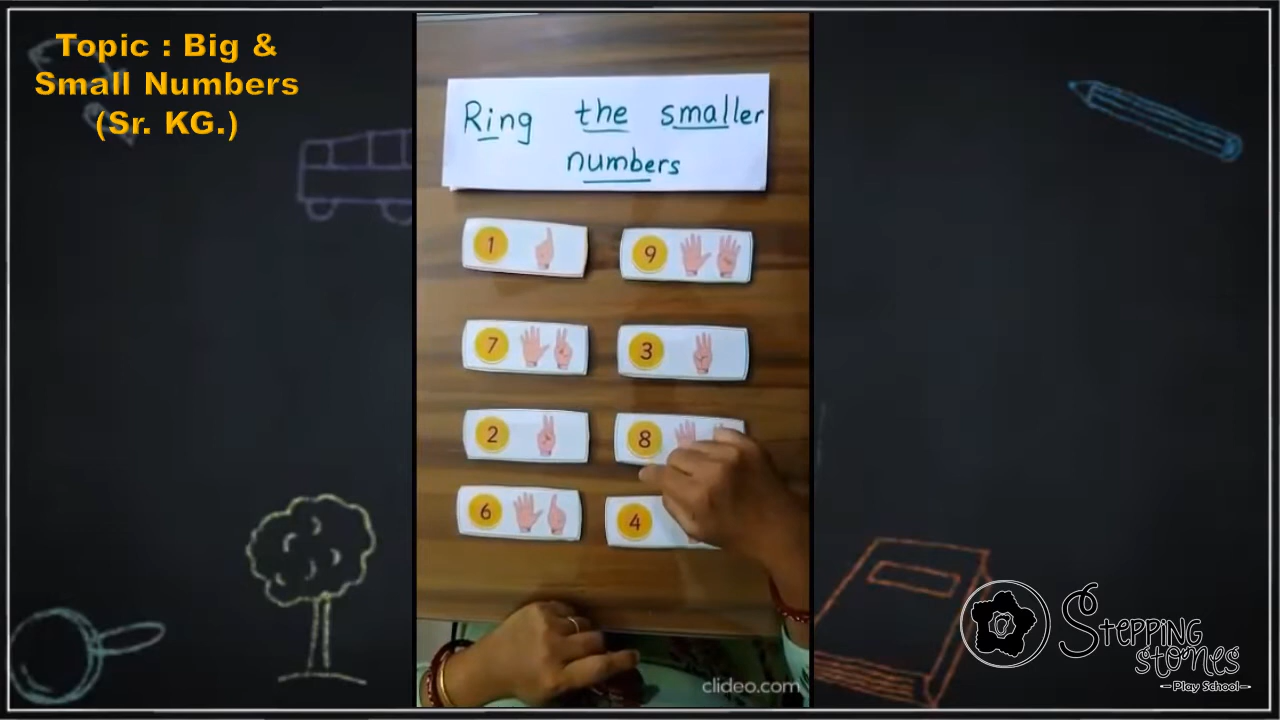 Topic : Big &
Small Numbers
(Sr. KG.)
Ring the smaller
numbers
1
9
7
3
2
8
6
4
clideo.com
Stepping
stones
Play School